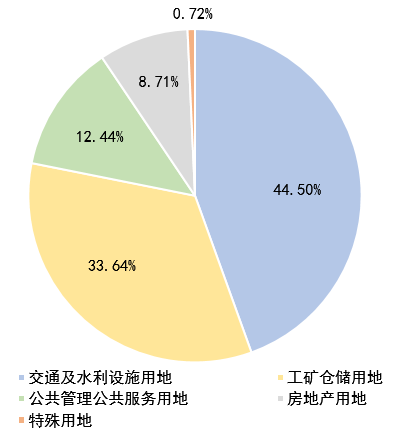 0.72%
8.71%
12.44%
44.50%
33.64%
交通及水利设施用地
工矿仓储用地
公共管理公共服务用地
房地产用地
特殊用地